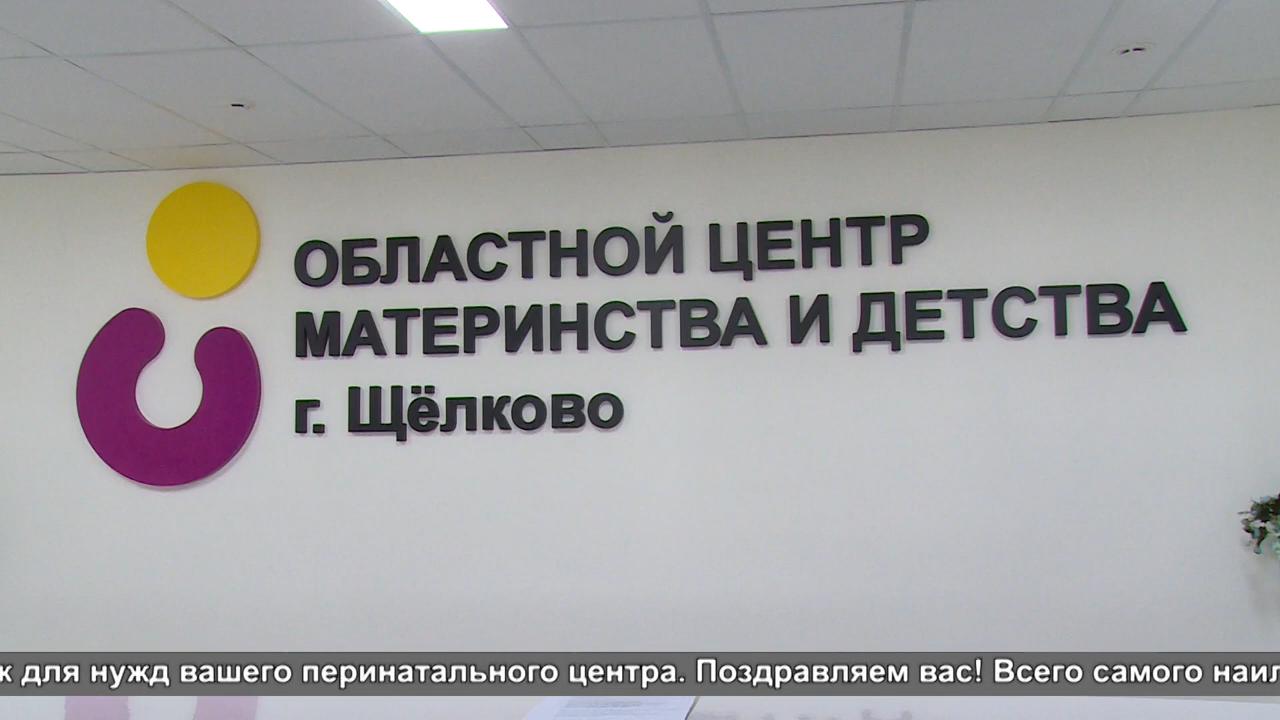 ОБЛАСТНОЙ ЦЕНТР
МАТЕРИНСТВА И ДЕТСТВА
г. Щёлково
для нужд вашего перинатального центра. Поздравляем вас! Всего самого